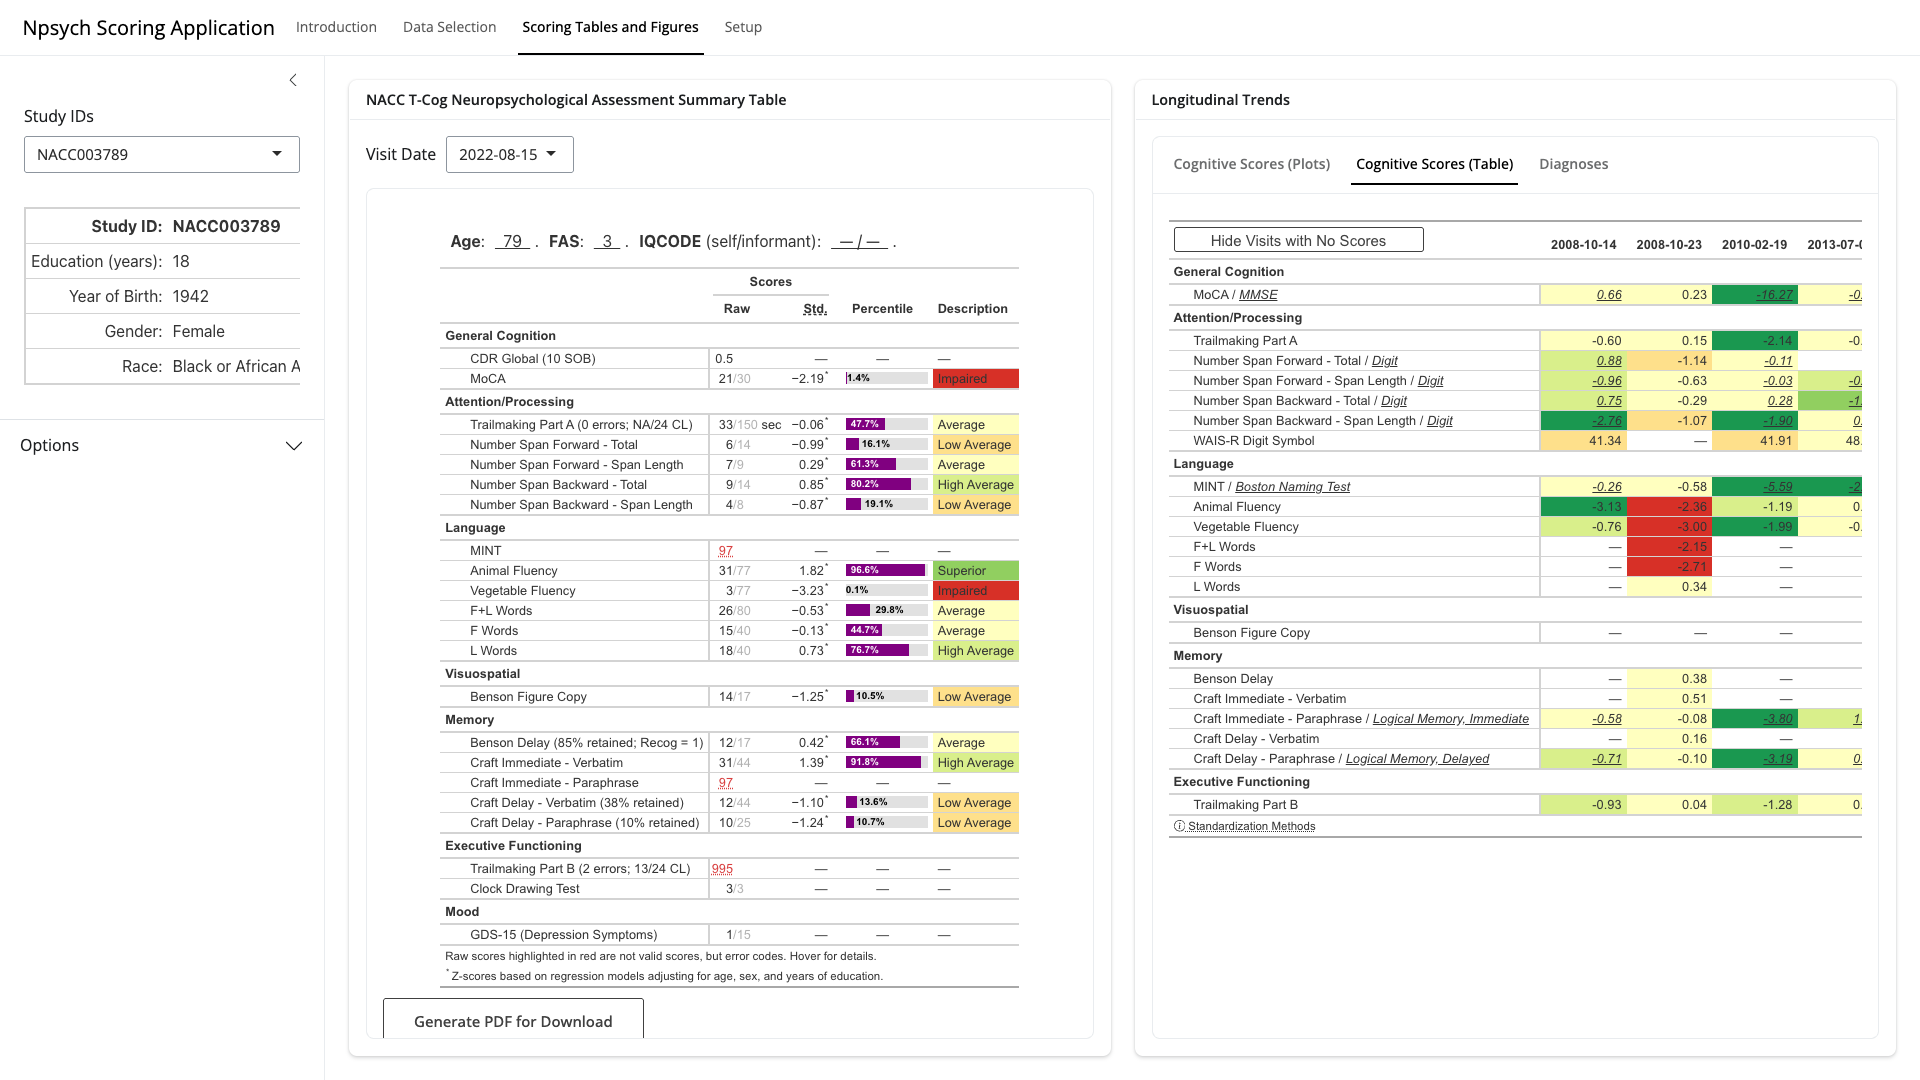 Npsych Scoring Application Introduction Data Selection Scoring Tables and Figures Setup
Study IDs
NACC003789
Study ID: NACC003789
Education (years): 18
Year of Birth: 1942
Gender: Female
Race: Black or African A
Options
NACC T-Cog Neuropsychological Assessment Summary Table
Visit Date 2022-08-15
Age: 79 . FAS: 3 . IQCODE (self/informant): — / — .
Scores
Raw Std. Percentile Description
General Cognition
CDR Global (10 SOB) 0.5 — — —
MoCA 21/30 −2.19* 1.4% Impaired
Attention/Processing
Trailmaking Part A (0 errors; NA/24 CL) 33/150 sec −0.06* 47.7% Average
Number Span Forward - Total 6/14 −0.99* 16.1% Low Average
Number Span Forward - Span Length 7/9 0.29* 61.3% Average
Number Span Backward - Total 9/14 0.85* 80.2% High Average
Number Span Backward - Span Length 4/8 −0.87* 19.1% Low Average
Language
MINT 97 — — —
Animal Fluency 31/77 1.82* 96.6% Superior
Vegetable Fluency 3/77 −3.23* 0.1% Impaired
F+L Words 26/80 −0.53* 29.8% Average
F Words 15/40 −0.13* 44.7% Average
L Words 18/40 0.73* 76.7% High Average
Visuospatial
Benson Figure Copy 14/17 −1.25* 10.5% Low Average
Memory
Benson Delay (85% retained; Recog = 1) 12/17 0.42* 66.1% Average
Craft Immediate - Verbatim 31/44 1.39* 91.8% High Average
Craft Immediate - Paraphrase 97 — — —
Craft Delay - Verbatim (38% retained) 12/44 −1.10* 13.6% Low Average
Craft Delay - Paraphrase (10% retained) 10/25 −1.24* 10.7% Low Average
Executive Functioning
Trailmaking Part B (2 errors; 13/24 CL) 995 — — —
Clock Drawing Test 3/3 — — —
Mood
GDS-15 (Depression Symptoms) 1/15 — — —
Raw scores highlighted in red are not valid scores, but error codes. Hover for details.
* Z-scores based on regression models adjusting for age, sex, and years of education.
Generate PDF for Download
Longitudinal Trends
Cognitive Scores (Plots) Cognitive Scores (Table) Diagnoses
Hide Visits with No Scores 2008-10-14 2008-10-23 2010-02-19 2013-07-0
General Cognition
MoCA / MMSE 0.66 0.23 -16.27 -0.
Attention/Processing
Trailmaking Part A -0.60 0.15 -2.14 -0.
Number Span Forward - Total / Digit 0.88 -1.14 -0.11
Number Span Forward - Span Length / Digit -0.96 -0.63 -0.03 -0.
Number Span Backward - Total / Digit 0.75 -0.29 0.28 -1.
Number Span Backward - Span Length / Digit -2.76 -1.07 -1.90 0.
WAIS-R Digit Symbol 41.34 — 41.91 48.
Language
MINT / Boston Naming Test -0.26 -0.58 -5.59 -2
Animal Fluency -3.13 -2.36 -1.19 0.
Vegetable Fluency -0.76 -3.00 -1.99 -0.
F+L Words — -2.15 —
F Words — -2.71 —
L Words — 0.34 —
Visuospatial
Benson Figure Copy — — —
Memory
Benson Delay — 0.38 —
Craft Immediate - Verbatim — 0.51 —
Craft Immediate - Paraphrase / Logical Memory, Immediate -0.58 -0.08 -3.80 1.
Craft Delay - Verbatim — 0.16 —
Craft Delay - Paraphrase / Logical Memory, Delayed -0.71 -0.10 -3.19 0.
Executive Functioning
Trailmaking Part B -0.93 0.04 -1.28 0.
Standardization Methods